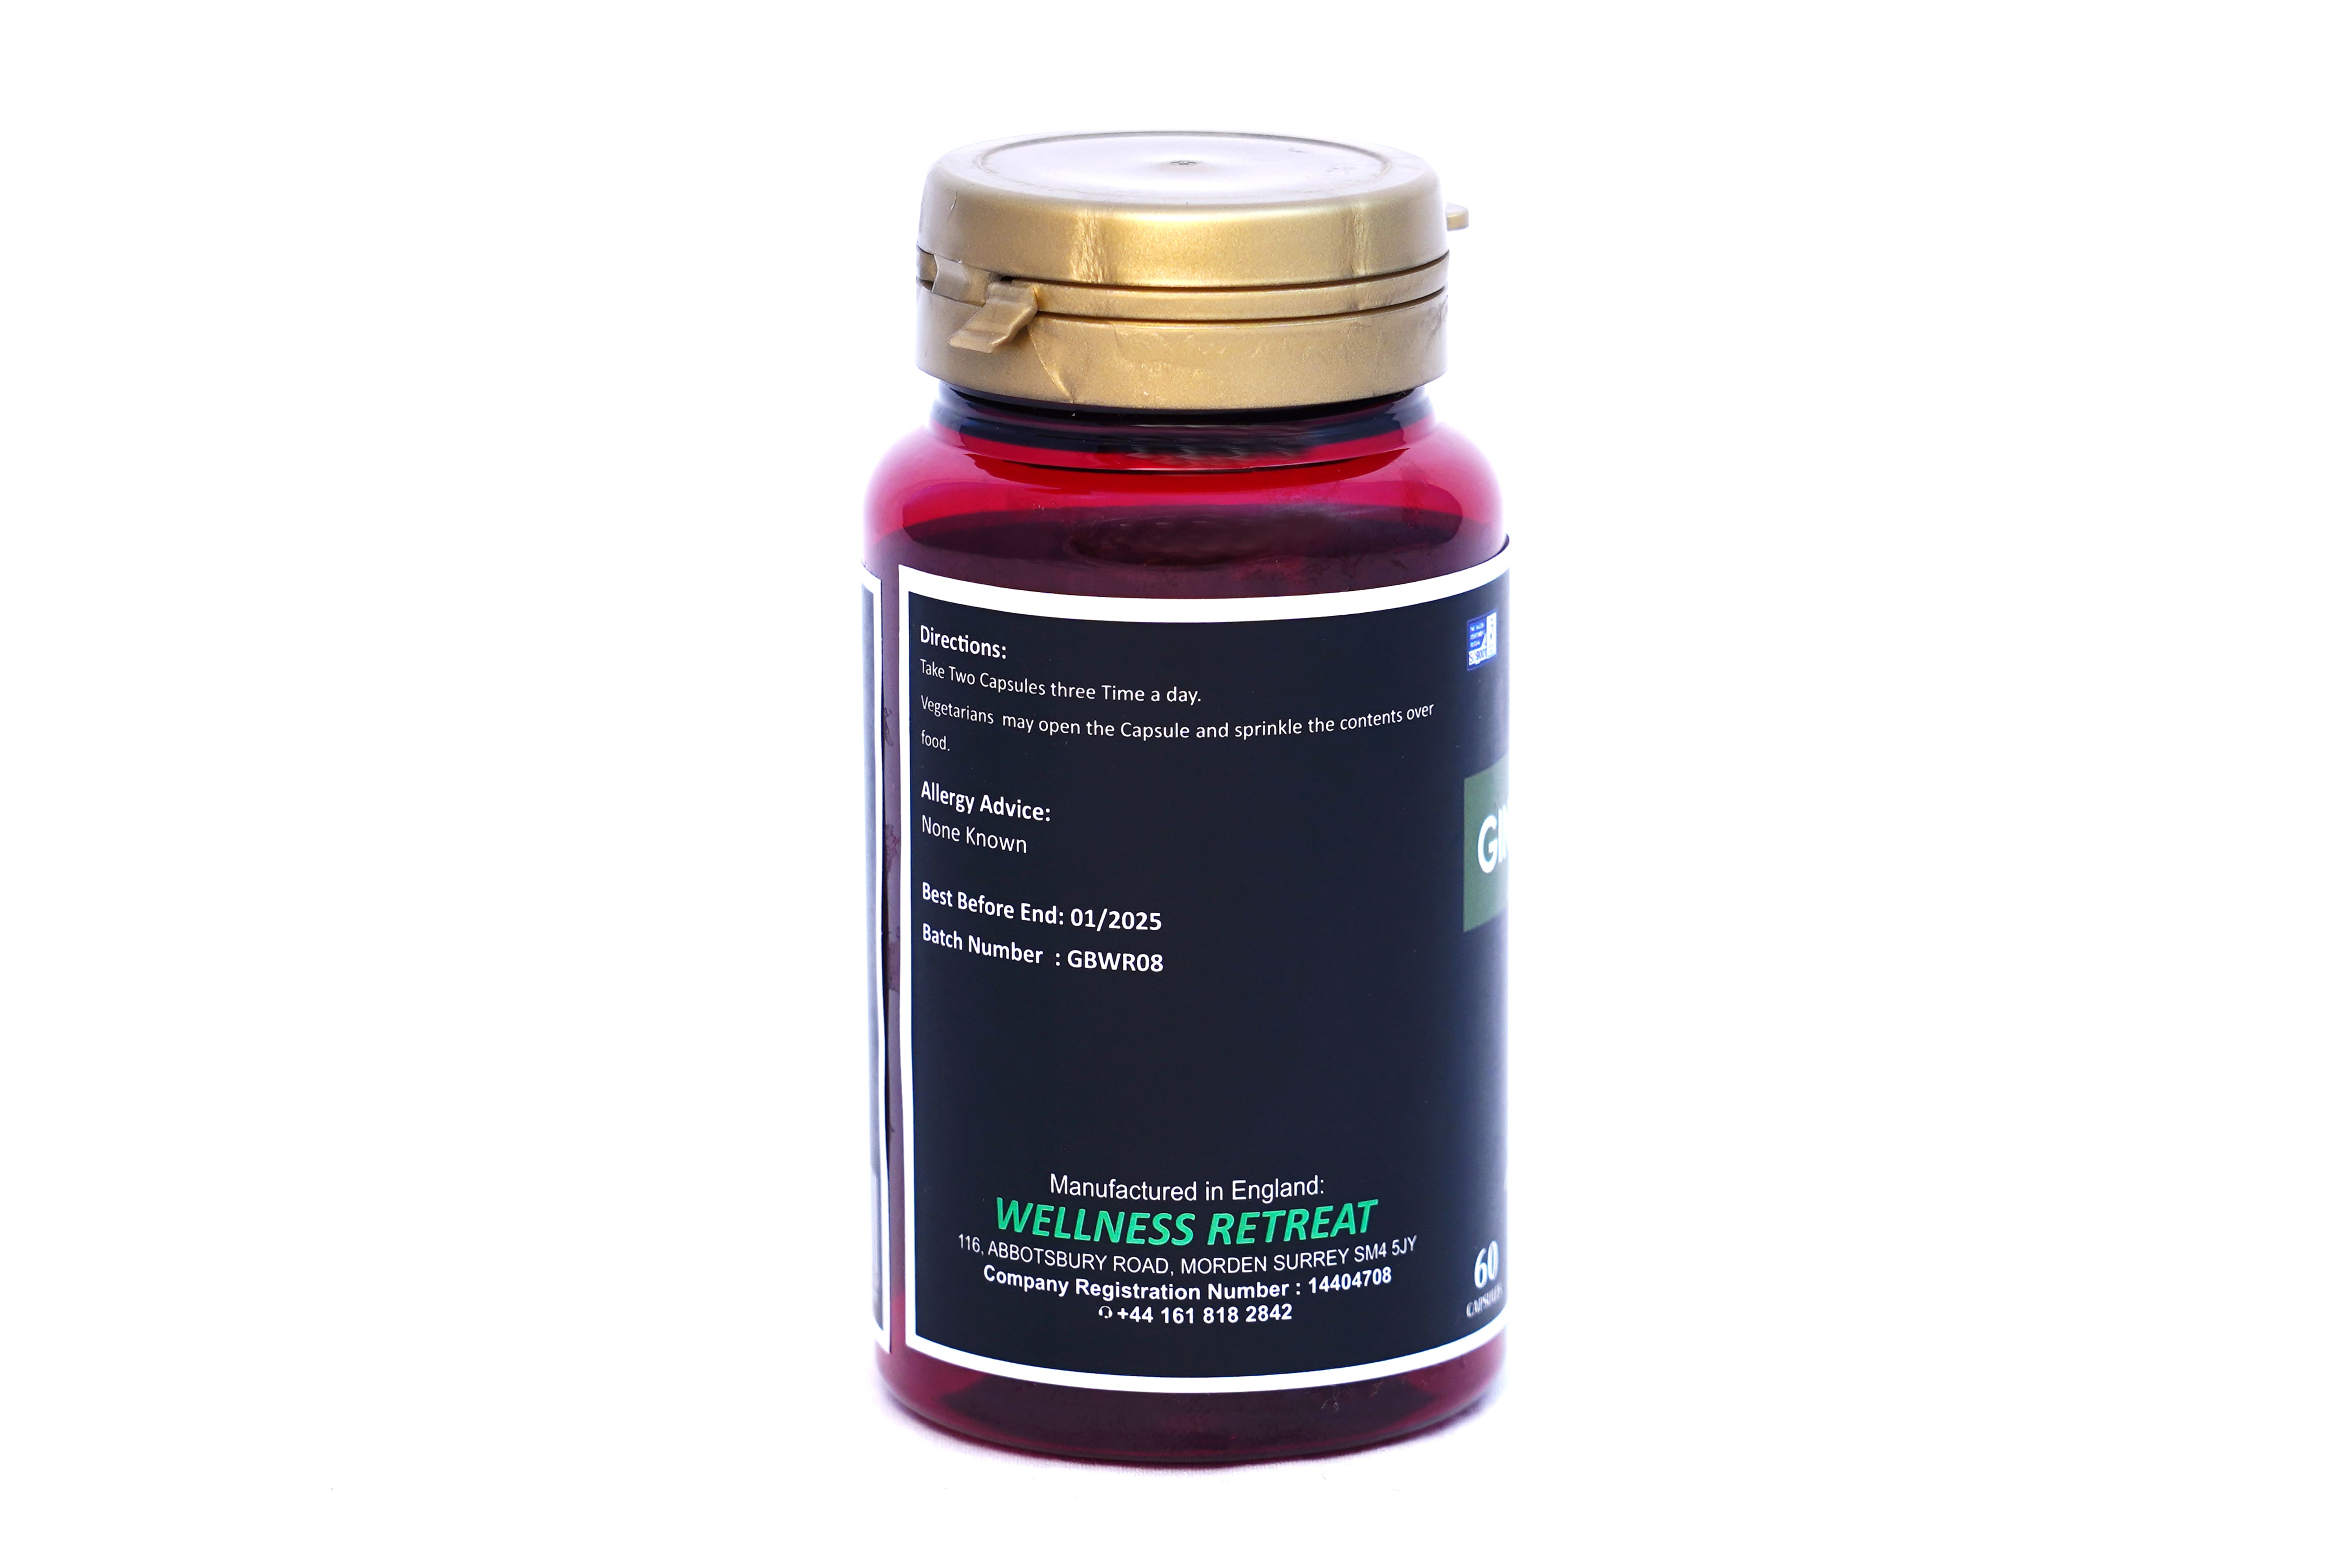 Directions:
Take Two Capsules three Time a day.
Vegetarians may open the Capsule and sprinkle the contents over
food.
Allergy Advice:
None Known
Best Before End: 01/2025
Batch Number : GBWR08
Manufactured in England:
WELLNESS RETREAT
116, ABBOTSBURY ROAD, MORDEN SURREY SM4 5JY
Company Registration Number : 14404708
+44 161 818 2842
60
CAPSULES